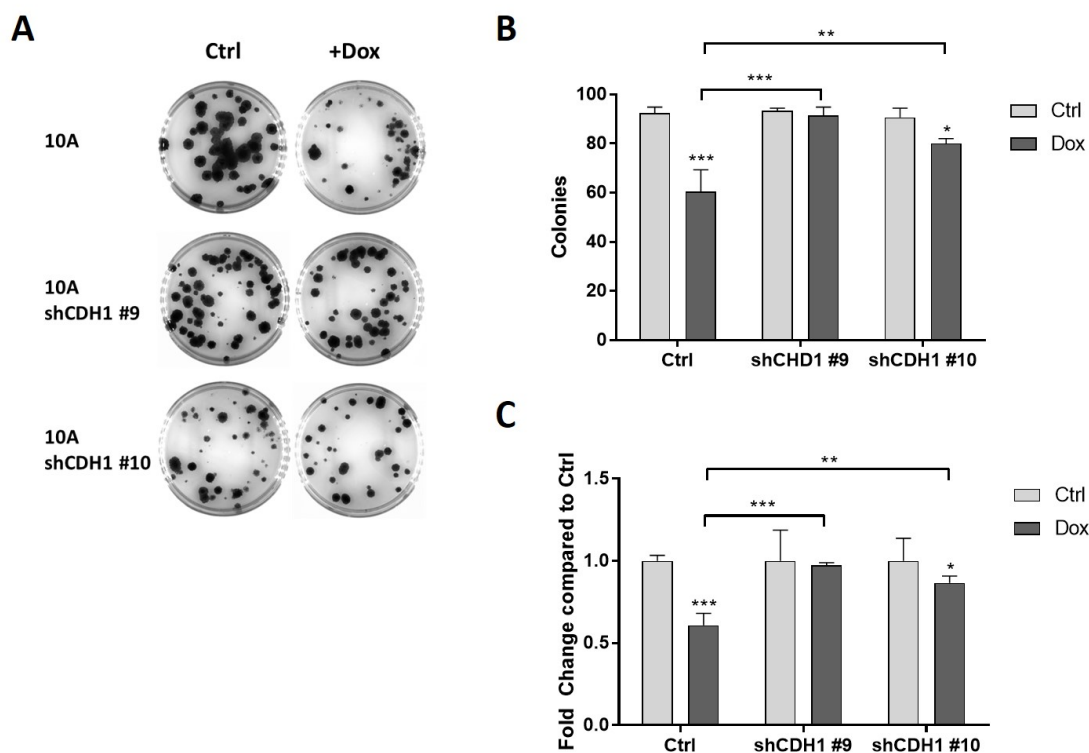 A
Ctrl +Dox
10A
10A
shCDH1 #9
10A
shCDH1 #10
B
**
***
100
80
60
40
20
0
Colonies
***
*
Ctrl
Dox
Ctrl shCHD1 #9 shCDH1 #10
C
**
***
1.5
1.0
0.5
0.0
Fold Change compared to Ctrl
***
*
Ctrl
Dox
Ctrl shCDH1 #9 shCDH1 #10